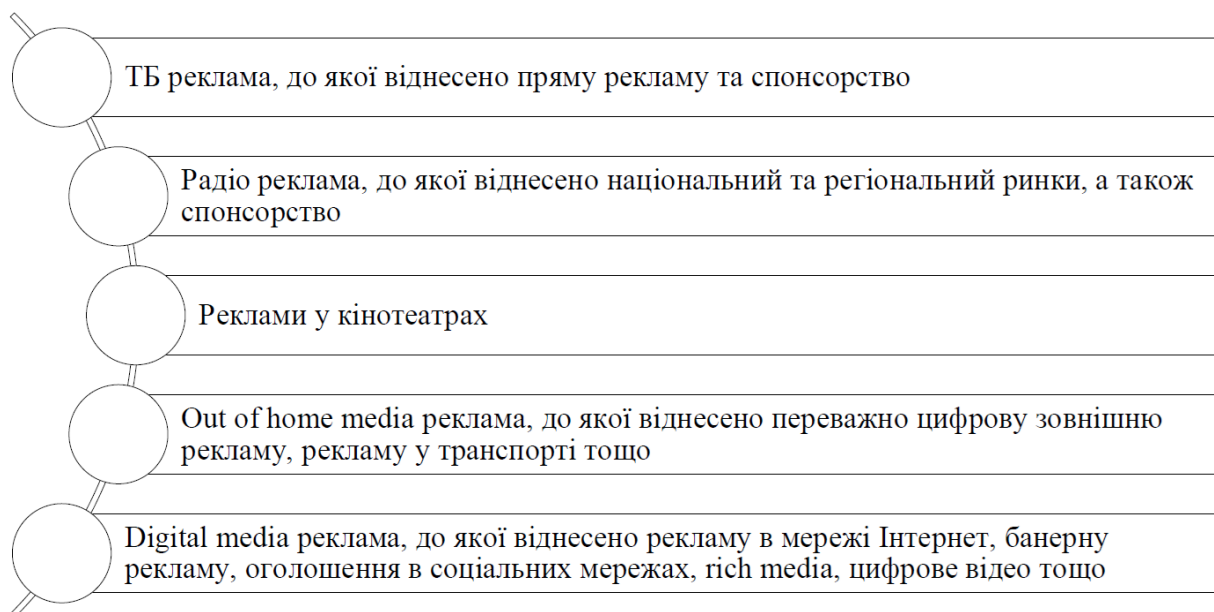 ТБ реклама, до якої віднесено пряму рекламу та спонсорство
Радіо реклама, до якої віднесено національний та регіональний ринки, а також
спонсорство
Реклами у кінотеатрах
Out of home media реклама, до якої віднесено переважно цифрову зовнішню
рекламу, рекламу у транспорті тощо
Digital media реклама, до якої віднесено рекламу в мережі Інтернет, банерну
рекламу, оголошення в соціальних мережах, rich media, цифрове відео тощо